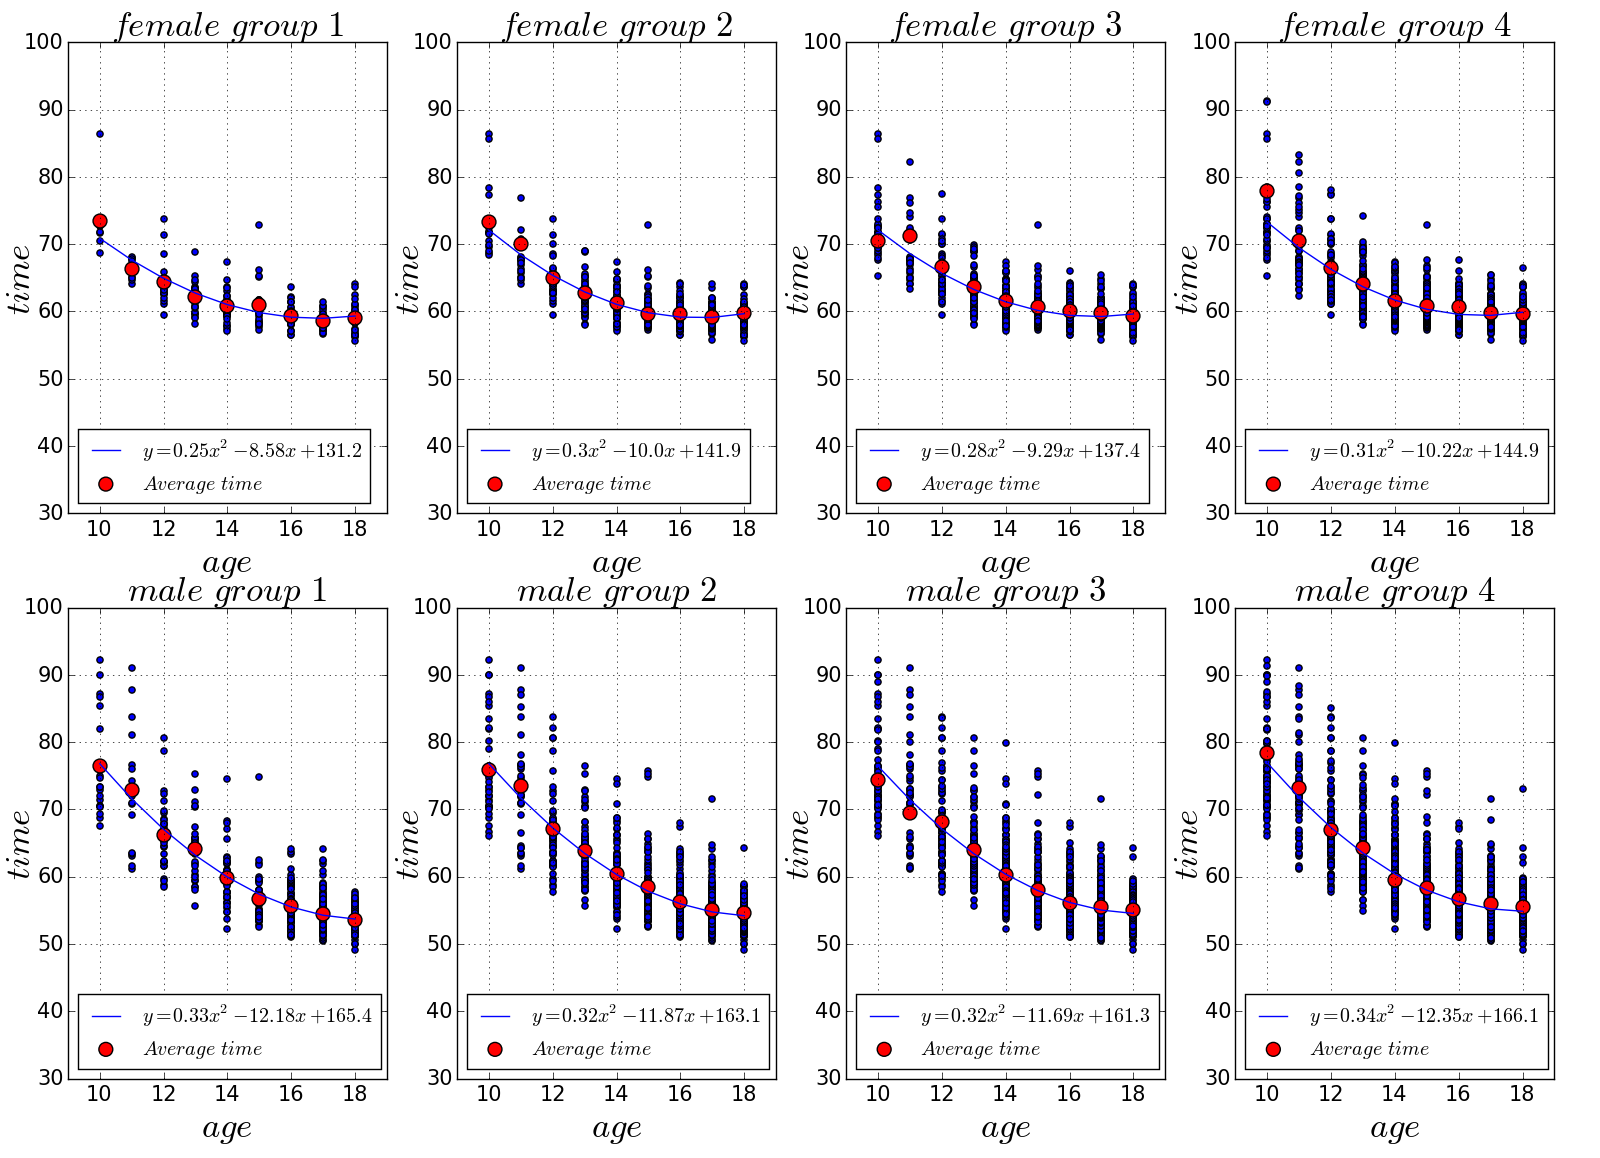 female group 1
100
90
80
70
60
50
40
30
time
y=0.25x² −8.58x+131.2
Average time
10 12 14 16 18
age
female group 2
100
90
80
70
60
50
40
30
time
y=0.3x² −10.0x+141.9
Average time
10 12 14 16 18
age
female group 3
100
90
80
70
60
50
40
30
time
y=0.28x² −9.29x+137.4
Average time
10 12 14 16 18
age
female group 4
100
90
80
70
60
50
40
30
time
y=0.31x² −10.22x+144.9
Average time
10 12 14 16 18
age
male group 1
100
90
80
70
60
50
40
30
time
y=0.33x² −12.18x+165.4
Average time
10 12 14 16 18
age
male group 2
100
90
80
70
60
50
40
30
time
y=0.32x² −11.87x+163.1
Average time
10 12 14 16 18
age
male group 3
100
90
80
70
60
50
40
30
time
y=0.32x² −11.69x+161.3
Average time
10 12 14 16 18
age
male group 4
100
90
80
70
60
50
40
30
time
y=0.34x² −12.35x+166.1
Average time
10 12 14 16 18
age